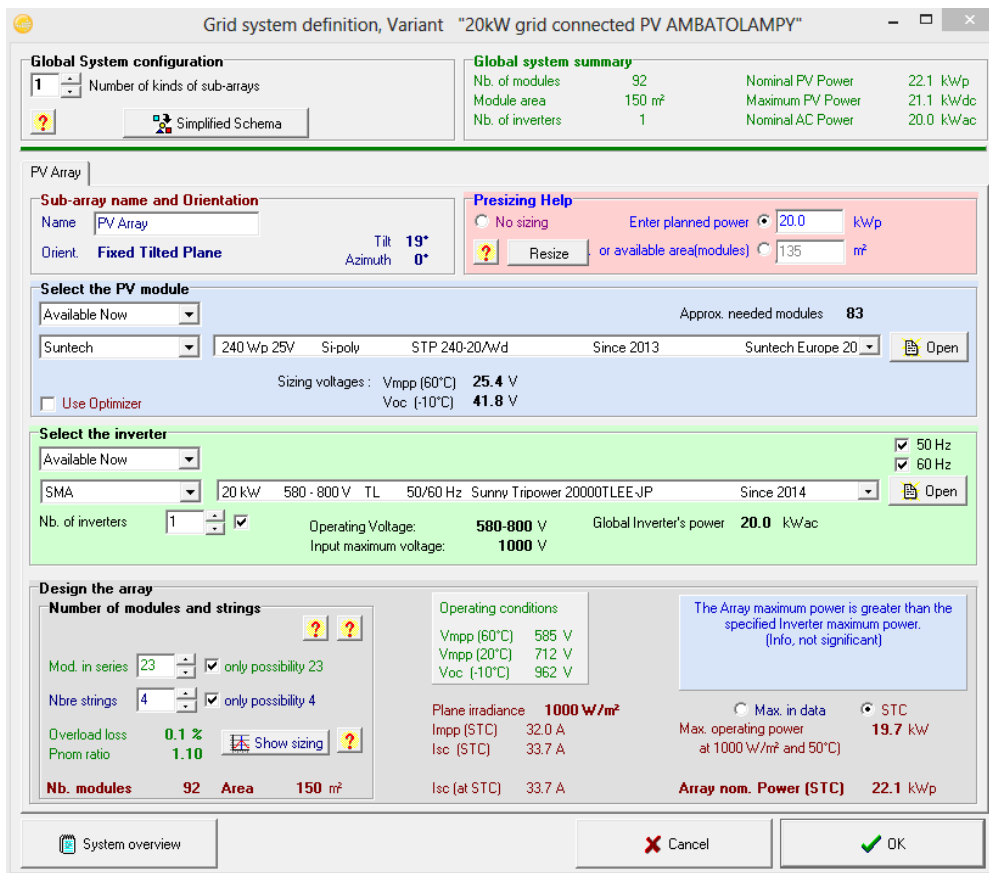 Grid system definition, Variant "20kW grid connected PV AMBATOLAMPY"
Global System configuration
1 Number of kinds of sub-arrays
? Simplified Schema
Global system summary
Nb. of modules 92 Nominal PV Power 22.1 kWp
Module area 150 m² Maximum PV Power 21.1 kWdc
Nb. of inverters 1 Nominal AC Power 20.0 kWac
PV Array
Sub-array name and Orientation
Name PV Array
Orient. Fixed Tilted Plane
Tilt 19°
Azimuth 0°
Presizing Help
No sizing Enter planned power 20.0 kWp
? Resize . or available area(modules) 135 m²
Select the PV module
Available Now Approx. needed modules 83
Suntech 240 Wp 25V Si-poly STP 240-20/Wd Since 2013 Suntech Europe 20 Open
Sizing voltages : Vmpp (60°C) 25.4 V
Use Optimizer Voc (-10°C) 41.8 V
Select the inverter
Available Now 50 Hz
60 Hz
SMA 20 kW 580 - 800 V TL 50/60 Hz Sunny Tripower 20000TLEE-JP Since 2014 Open
Nb. of inverters 1 Operating Voltage: 580-800 V Global Inverter's power 20.0 kWac
Input maximum voltage: 1000 V
Design the array
Number of modules and strings
? ?
Mod. in series 23 only possibility 23
Nbre strings 4 only possibility 4
Overload loss 0.1 %
Pnom ratio 1.10
Show sizing ?
Nb. modules 92 Area 150 m²
Operating conditions
Vmpp (60°C) 585 V
Vmpp (20°C) 712 V
Voc (-10°C) 962 V
Plane irradiance 1000 W/m²
Impp (STC) 32.0 A
Isc (STC) 33.7 A
Isc (at STC) 33.7 A
The Array maximum power is greater than the
specified Inverter maximum power.
(Info, not significant)
Max. in data STC
Max. operating power 19.7 kW
at 1000 W/m² and 50°C)
Array nom. Power (STC) 22.1 kWp
System overview Cancel OK